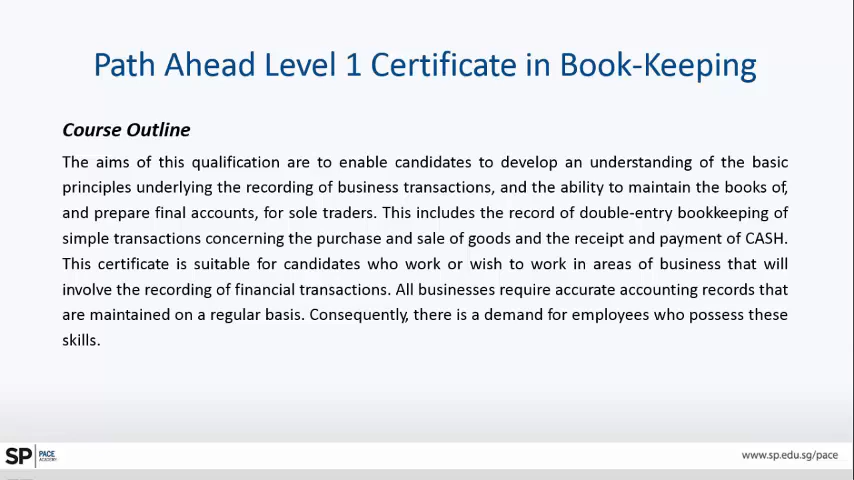 Path Ahead Level 1 Certificate in Book-Keeping
Course Outline
The aims of this qualification are to enable candidates to develop an understanding of the basic
principles underlying the recording of business transactions, and the ability to maintain the books of,
and prepare final accounts, for sole traders. This includes the record of double-entry bookkeeping of
simple transactions concerning the purchase and sale of goods and the receipt and payment of CASH.
This certificate is suitable for candidates who work or wish to work in areas of business that will
involve the recording of financial transactions. All businesses require accurate accounting records that
are maintained on a regular basis. Consequently, there is a demand for employees who possess these
skills.
SP PACE
ACADEMY
www.sp.edu.sg/pace